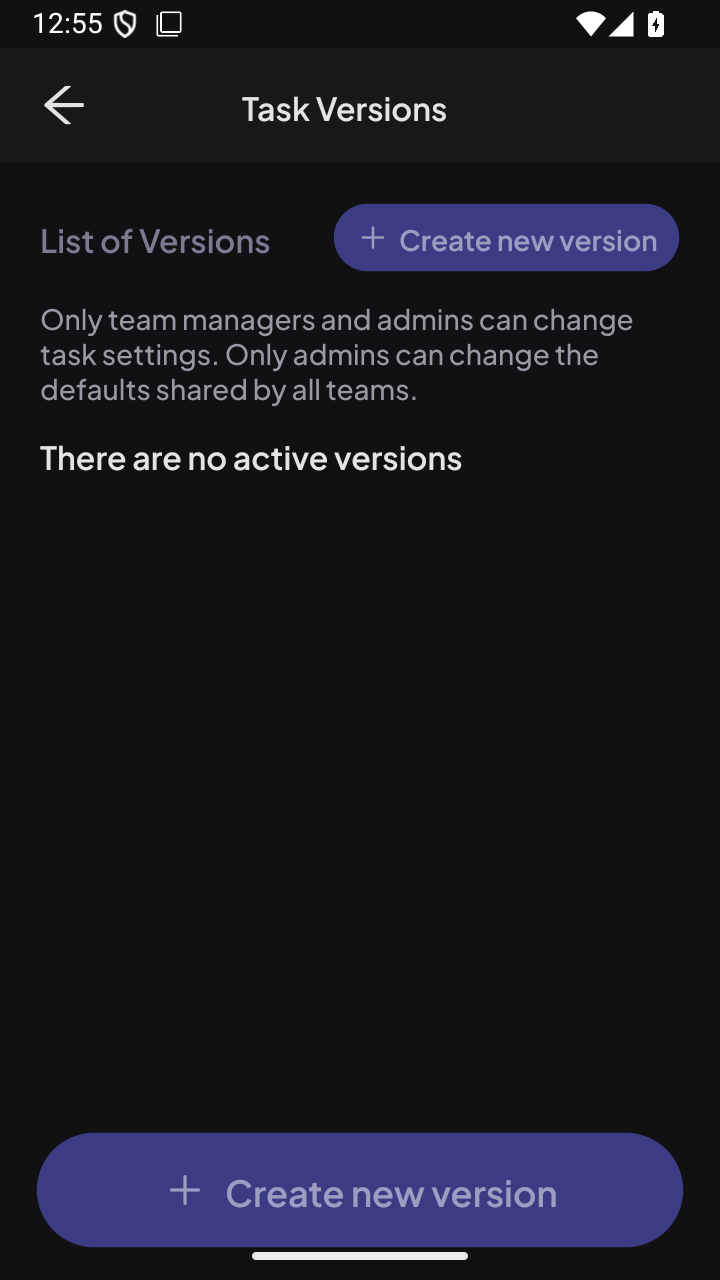 12:55
Task Versions
List of Versions
Create new version
Only team managers and admins can change
task settings. Only admins can change the
defaults shared by all teams.
There are no active versions
Create new version